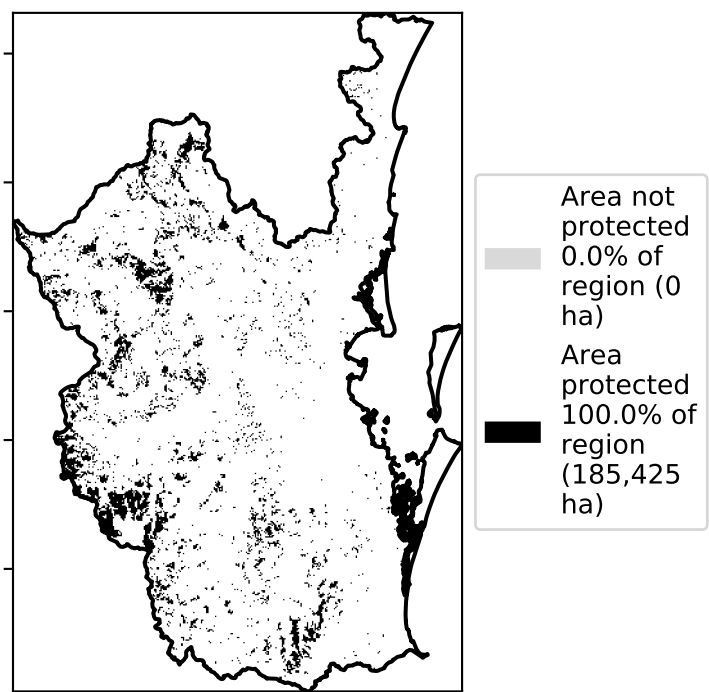 Area not
protected
0.0% of
region (0
ha)
Area
protected
100.0% of
region
(185,425
ha)